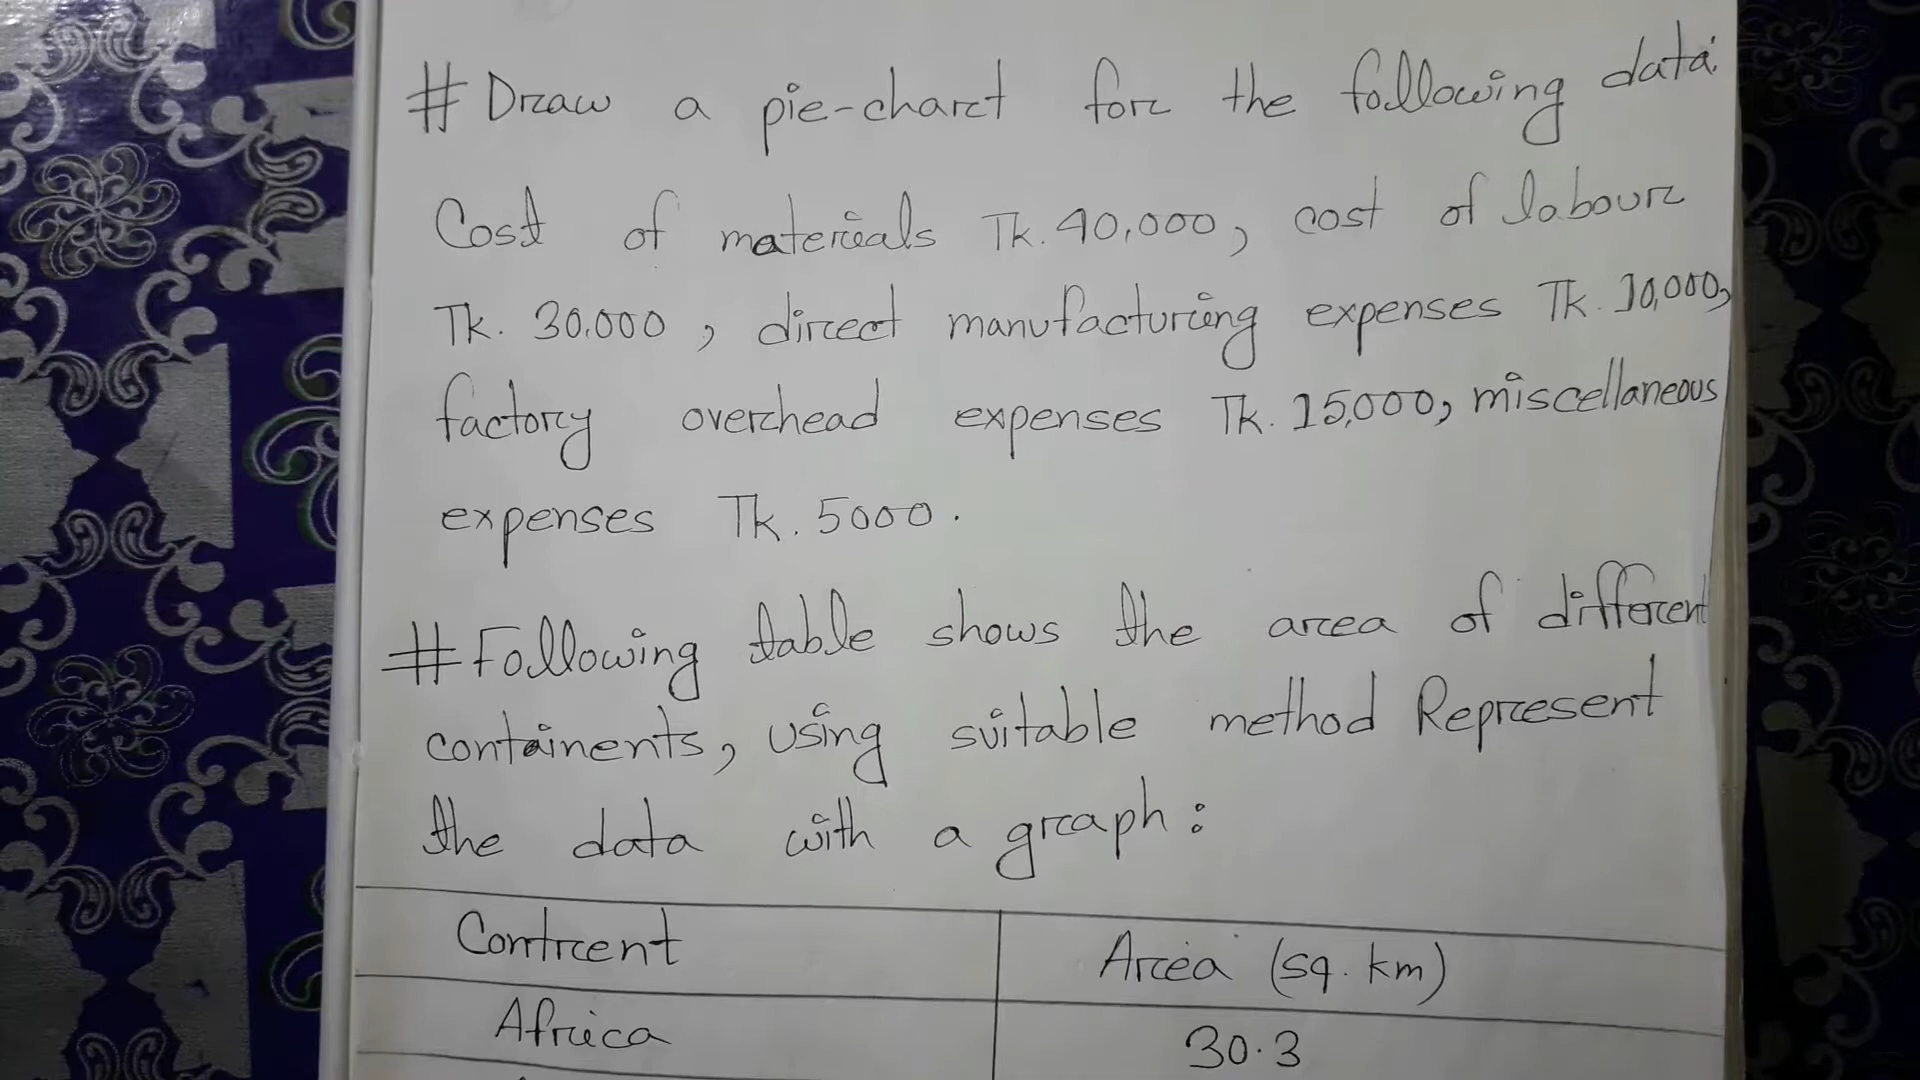 # Draw a pie-chart for the following data:
Cost of materials Tk. 40,000, cost of labour
Tk. 30,000, direct manufacturing expenses Tk. 10,000,
factory overhead expenses Tk. 15,000, miscellaneous
expenses Tk. 5000.
# Following table shows the area of different
containents, using suitable method Represent
the data with a graph:
Contrent Area (sq. km)
Africa 30.3